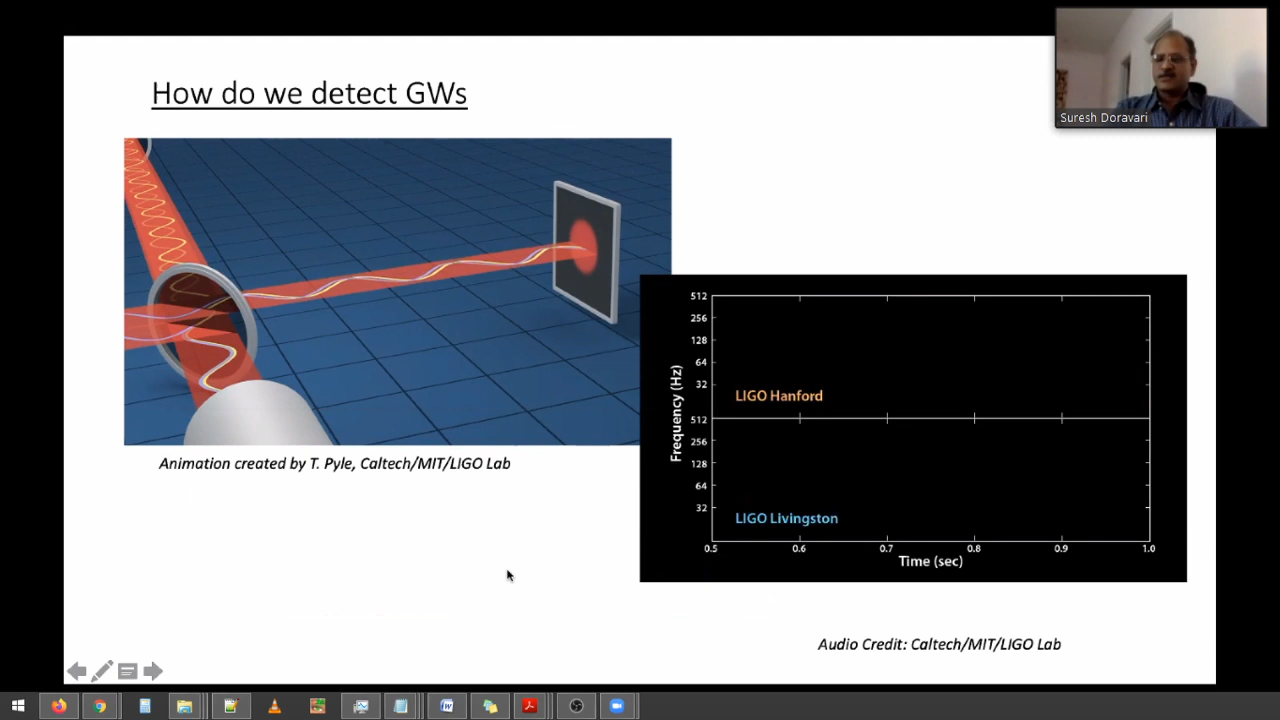 Suresh Doravari
How do we detect GWs
Animation created by T. Pyle, Caltech/MIT/LIGO Lab
Frequency (Hz)
512
256
128
64
32
LIGO Hanford
512
256
128
64
32
LIGO Livingston
0.5 0.6 0.7 0.8 0.9 1.0
Time (sec)
Audio Credit: Caltech/MIT/LIGO Lab